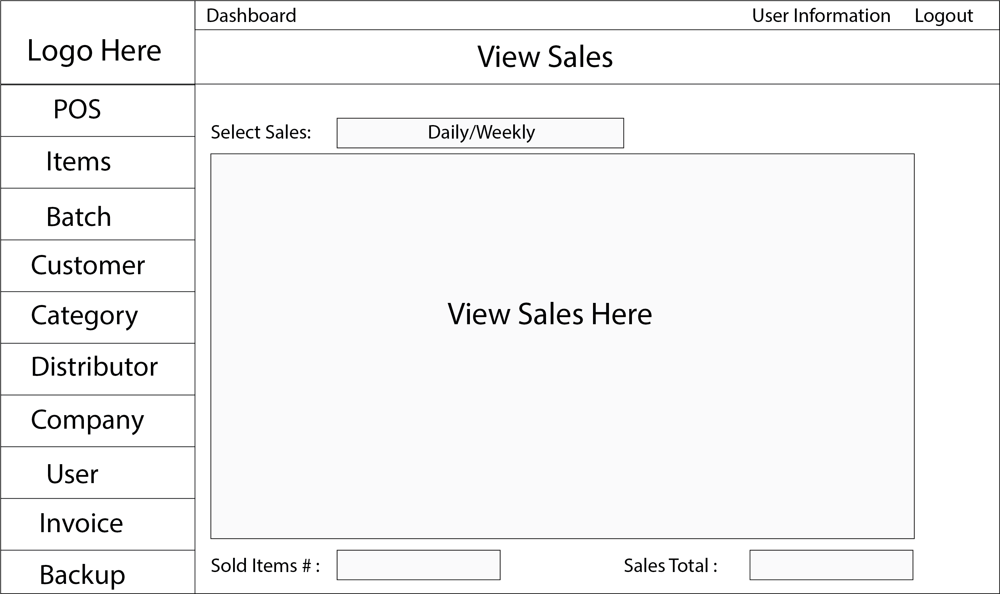 Dashboard
User Information
Logout
Logo Here
View Sales
POS
Items
Batch
Customer
Category
Distributor
Company
User
Invoice
Backup
Select Sales:
Daily/Weekly
View Sales Here
Sold Items # :
Sales Total :